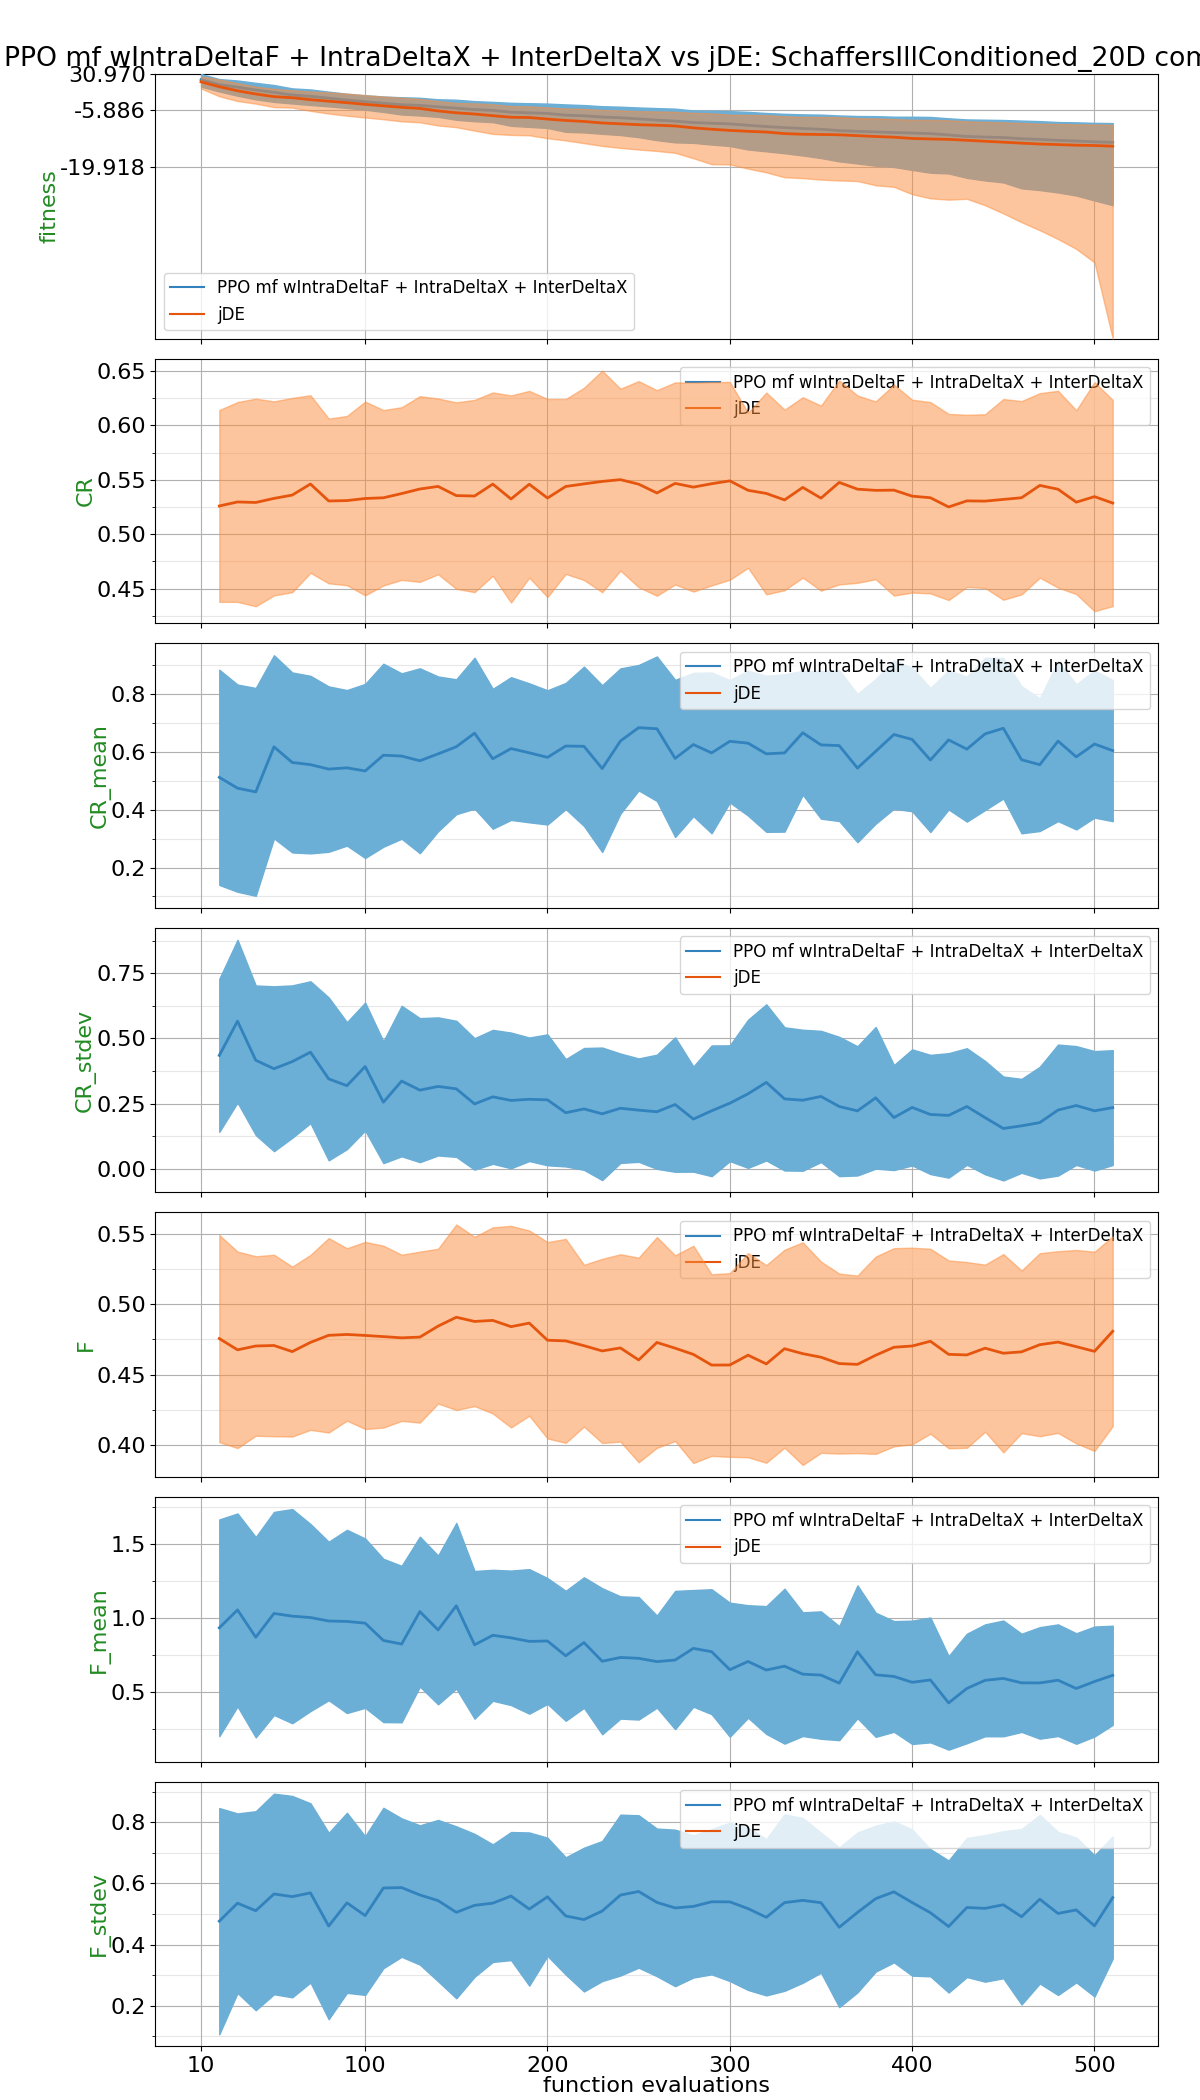 PPO mf wIntraDeltaF + IntraDeltaX + InterDeltaX vs jDE: SchaffersIllConditioned_20D com
30.970
-5.886
-19.918
fitness
PPO mf wIntraDeltaF + IntraDeltaX + InterDeltaX
jDE
0.65
0.60
0.55
0.50
0.45
CR
PPO mf wIntraDeltaF + IntraDeltaX + InterDeltaX
jDE
0.8
0.6
0.4
0.2
CR_mean
PPO mf wIntraDeltaF + IntraDeltaX + InterDeltaX
jDE
0.75
0.50
0.25
0.00
CR_stdev
PPO mf wIntraDeltaF + IntraDeltaX + InterDeltaX
jDE
0.55
0.50
0.45
0.40
F
PPO mf wIntraDeltaF + IntraDeltaX + InterDeltaX
jDE
1.5
1.0
0.5
F_mean
PPO mf wIntraDeltaF + IntraDeltaX + InterDeltaX
jDE
0.8
0.6
0.4
0.2
F_stdev
PPO mf wIntraDeltaF + IntraDeltaX + InterDeltaX
jDE
10 100 200 300 400 500
function evaluations